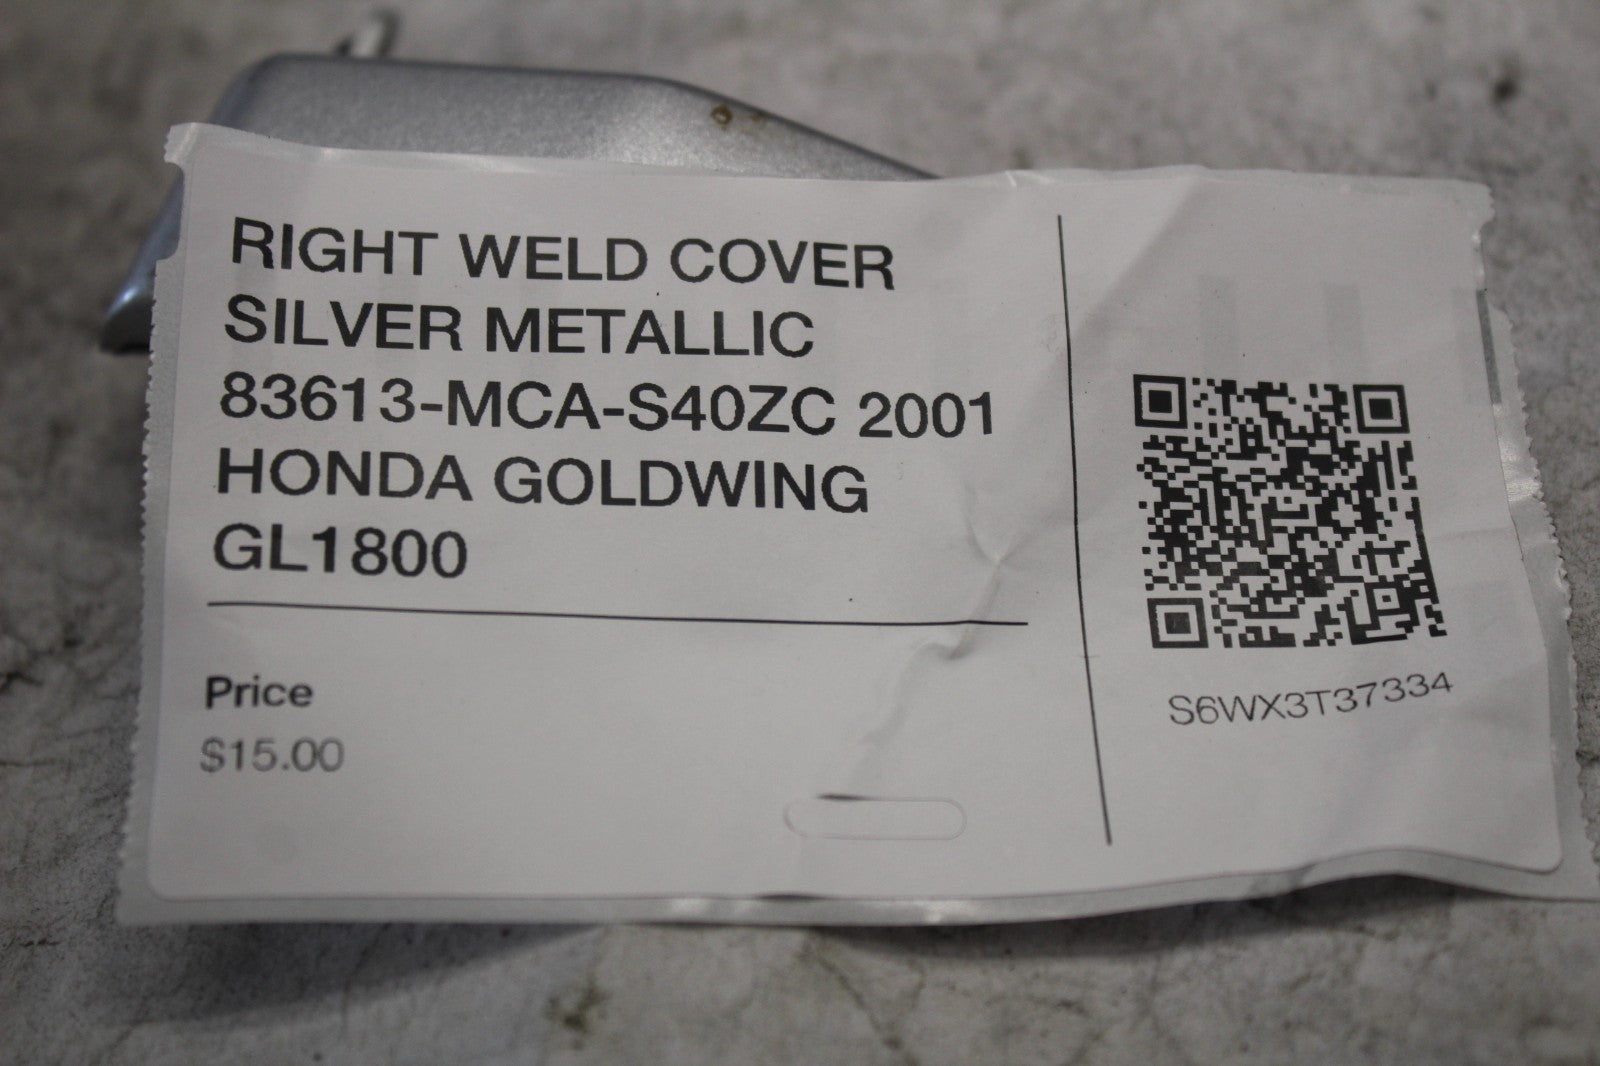 RIGHT WELD COVER
SILVER METALLIC
83613-MCA-S40ZC 2001
HONDA GOLDWING
GL1800
Price
$15.00
S6WX3T37334